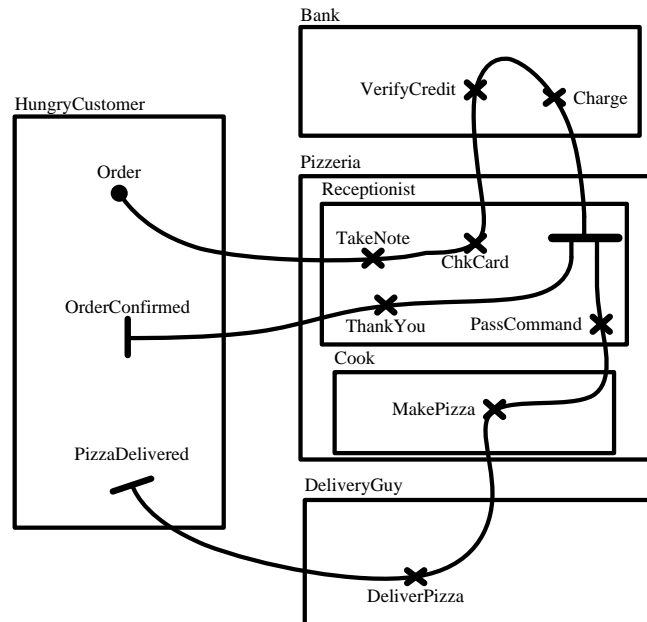 Bank
VerifyCredit
Charge
HungryCustomer
Order
Pizzeria
Receptionist
TakeNote
ChkCard
OrderConfirmed
ThankYou
PassCommand
Cook
MakePizza
PizzaDelivered
DeliveryGuy
DeliverPizza